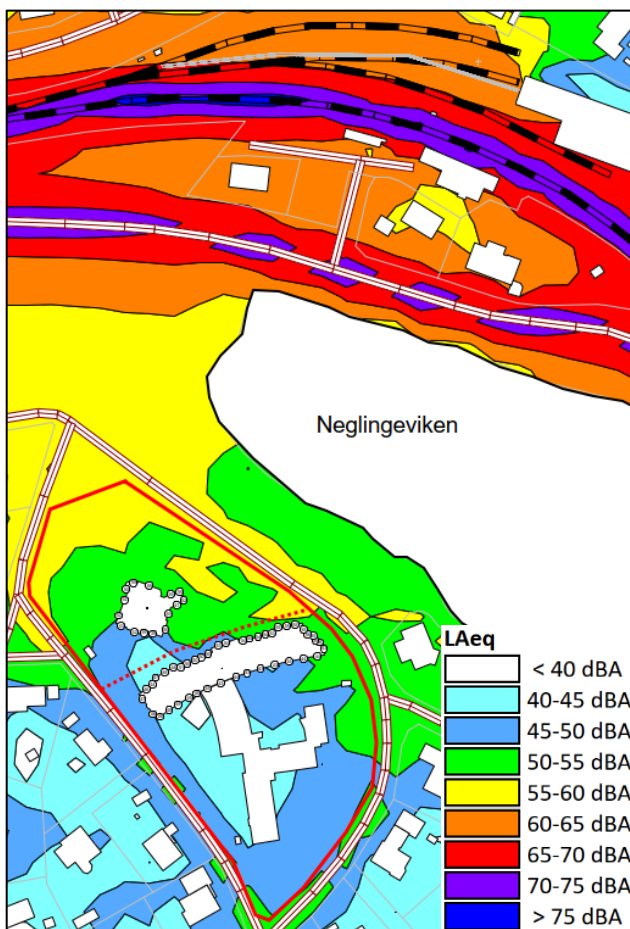 Neglingeviken
LAeq
< 40 dBA
40-45 dBA
45-50 dBA
50-55 dBA
55-60 dBA
60-65 dBA
65-70 dBA
70-75 dBA
> 75 dBA